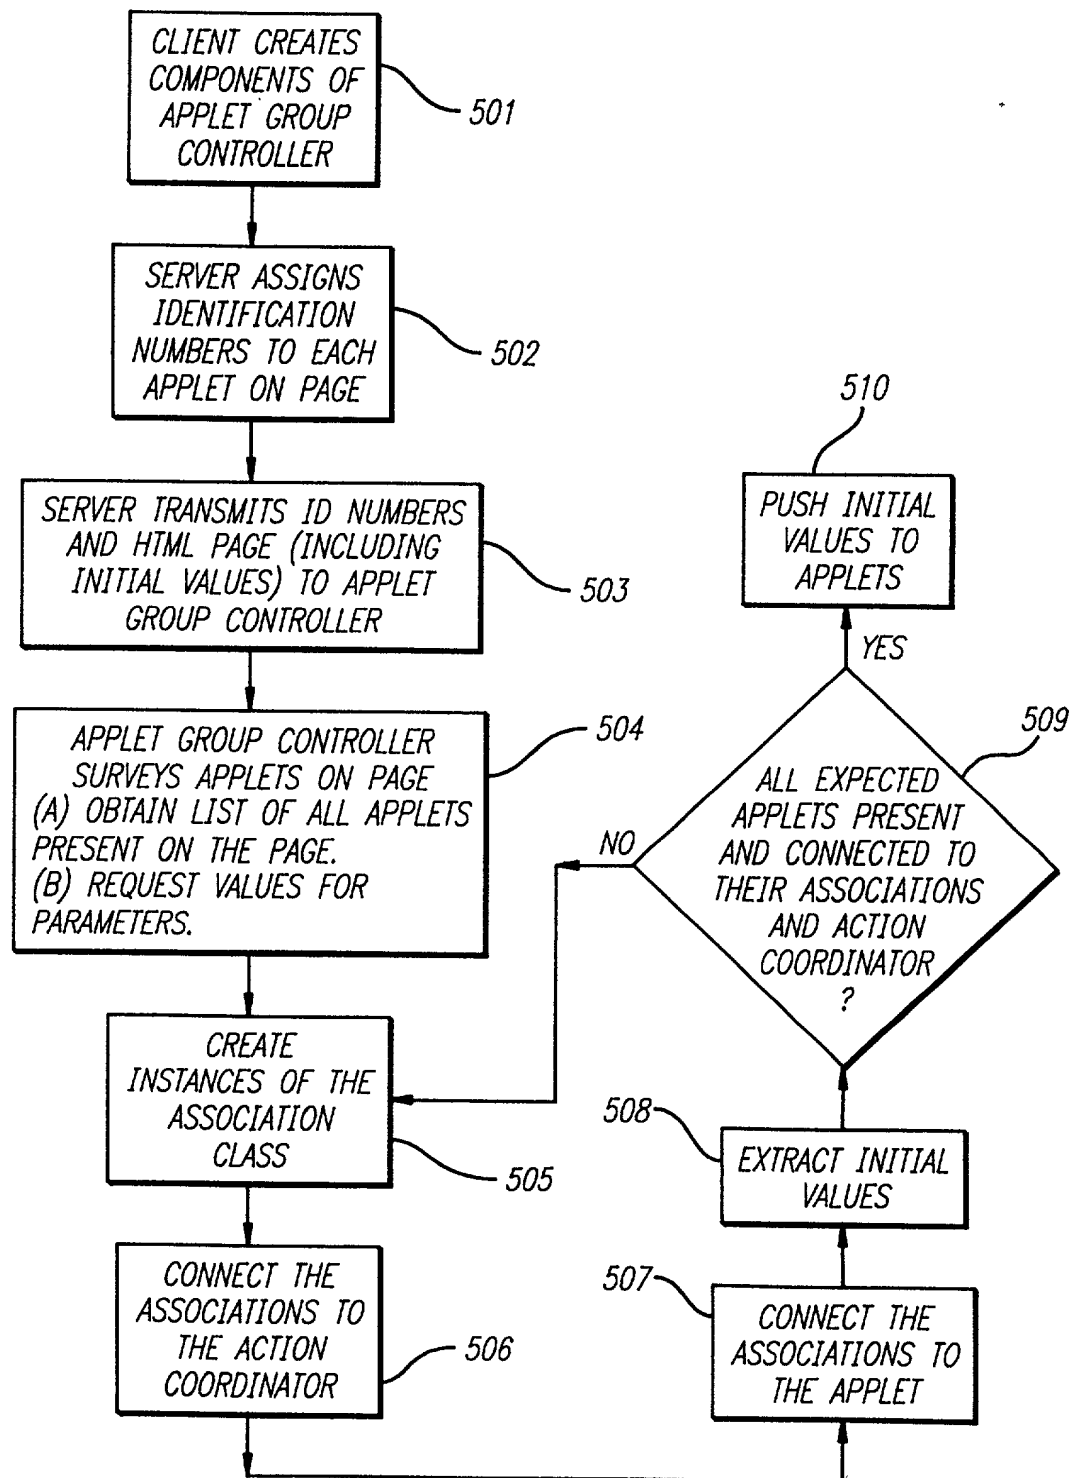 CLIENT CREATES
COMPONENTS OF
APPLET GROUP
CONTROLLER
501
SERVER ASSIGNS
IDENTIFICATION
NUMBERS TO EACH
APPLET ON PAGE
502
SERVER TRANSMITS ID NUMBERS
AND HTML PAGE (INCLUDING
INITIAL VALUES) TO APPLET
GROUP CONTROLLER
503
APPLET GROUP CONTROLLER
SURVEYS APPLETS ON PAGE
(A) OBTAIN LIST OF ALL APPLETS
PRESENT ON THE PAGE.
(B) REQUEST VALUES FOR
PARAMETERS.
504
CREATE
INSTANCES OF THE
ASSOCIATION
CLASS
505
CONNECT THE
ASSOCIATIONS TO
THE ACTION
COORDINATOR
506
507
CONNECT THE
ASSOCIATIONS TO
THE APPLET
508
EXTRACT INITIAL
VALUES
509
ALL EXPECTED
APPLETS PRESENT
AND CONNECTED TO
THEIR ASSOCIATIONS
AND ACTION
COORDINATOR
?
NO
YES
510
PUSH INITIAL
VALUES TO
APPLETS